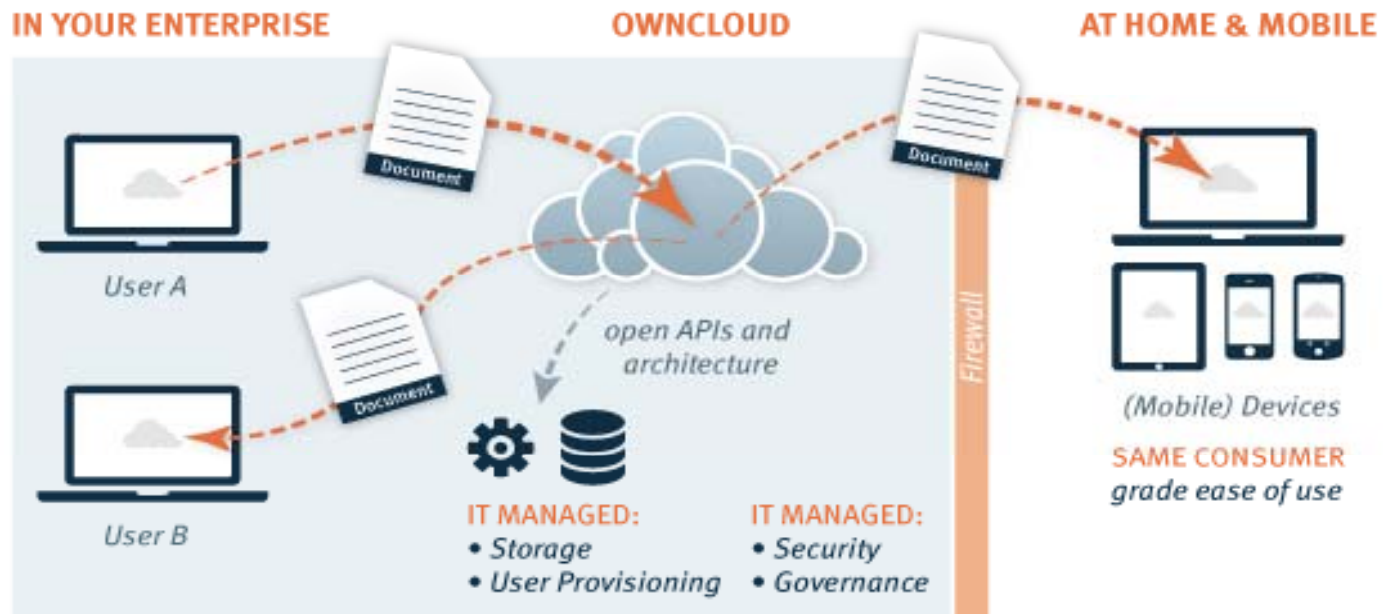 IN YOUR ENTERPRISE
OWNCLOUD
AT HOME & MOBILE
Document
Document
User A
open APIs and
architecture
Document
Firewall
(Mobile) Devices
SAME CONSUMER
grade ease of use
User B
IT MANAGED:
• Storage
• User Provisioning
IT MANAGED:
• Security
• Governance